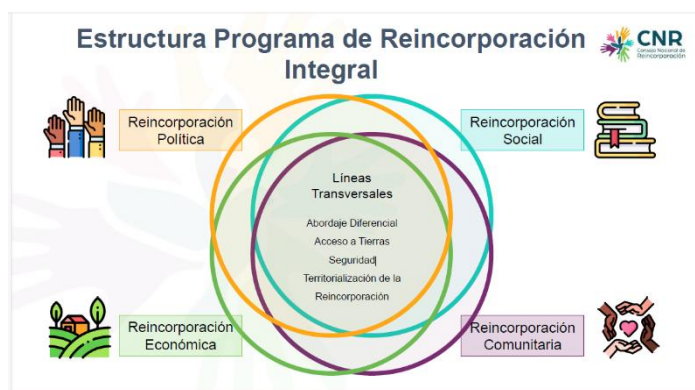 Estructura Programa de Reincorporación
Integral
CNR
Consejo Nacional de
Reincorporación
Reincorporación
Política
Reincorporación
Social
Líneas
Transversales
Abordaje Diferencial
Acceso a Tierras
Seguridad
Territorialización de la
Reincorporación
Reincorporación
Económica
Reincorporación
Comunitaria